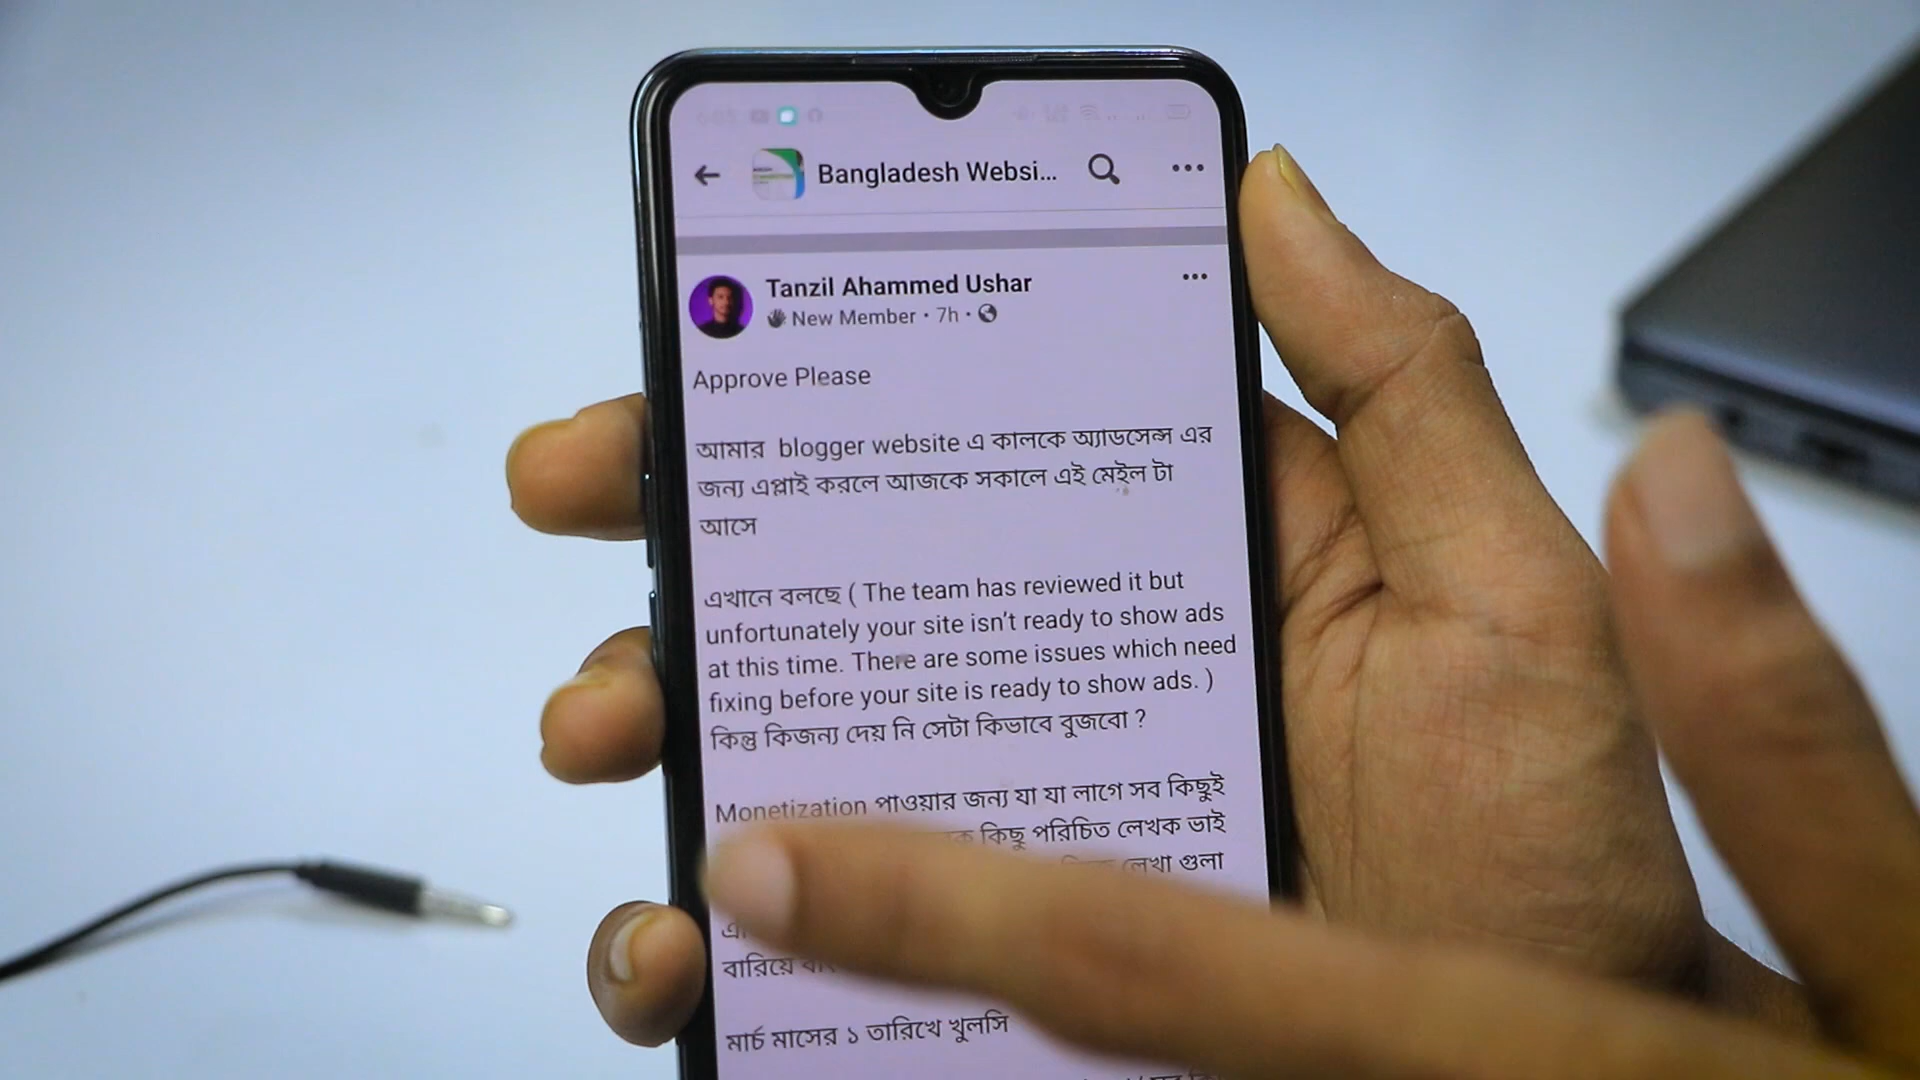 Bangladesh Websi...
Tanzil Ahammed Ushar
New Member · 7h ·
Approve Please
আমার blogger website এ কালকে অ্যাডসেন্স এর
জন্য এপ্লাই করলে আজকে সকালে এই মেইল টা
আসে
এখানে বলছে ( The team has reviewed it but
unfortunately your site isn't ready to show ads
at this time. There are some issues which need
fixing before your site is ready to show ads. )
কিন্তু কিজন্য দেয় নি সেটা কিভাবে বুজবো ?
Monetization পাওয়ার জন্য যা যা লাগে সব কিছুই
কিছু পরিচিত লেখক ভাই
লেখা গুলা
বারিয়ে
মার্চ মাসের ১ তারিখে খুলসি